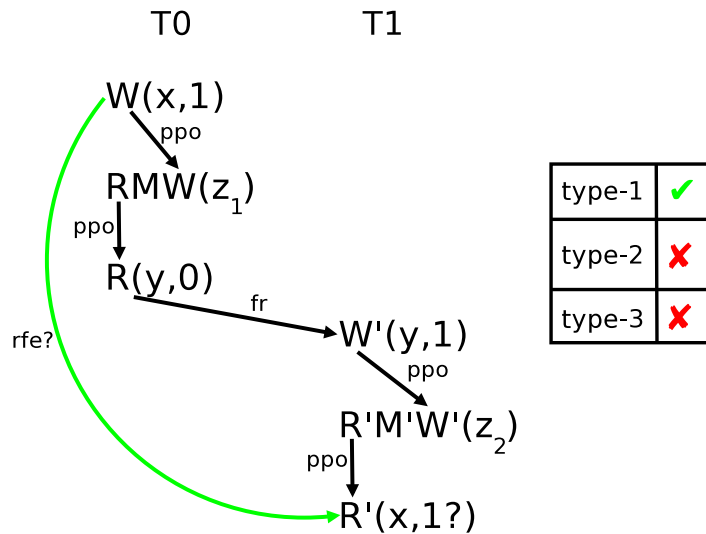 T0 T1
W(x,1)
ppo
RMW(z1)
ppo
R(y,0)
fr
rfe?
W'(y,1)
ppo
R'M'W'(z2)
ppo
R'(x,1?)
type-1 ✔
type-2 ✘
type-3 ✘